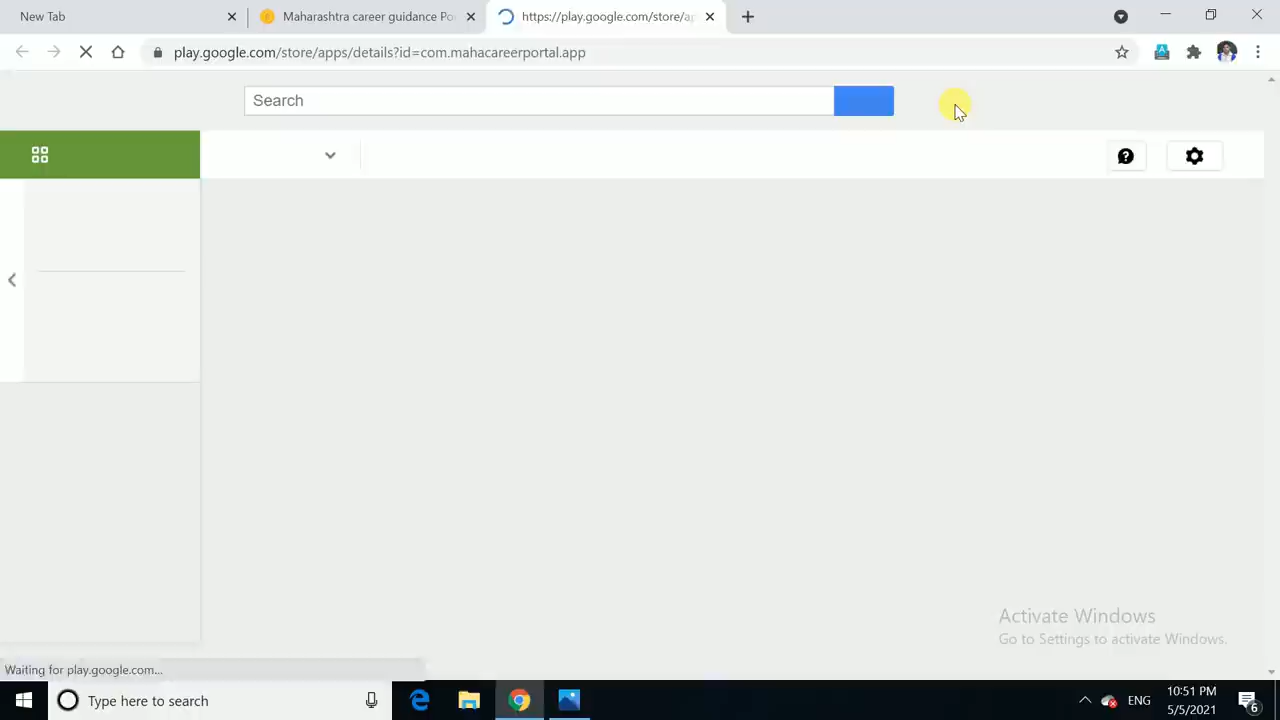 New Tab
Maharashtra career guidance Po
https://play.google.com/store/ap
play.google.com/store/apps/details?id=com.mahacareerportal.app
Search
Activate Windows
Go to Settings to activate Windows.
Waiting for play.google.com...
Type here to search
ENG
10:51 PM
5/5/2021
6